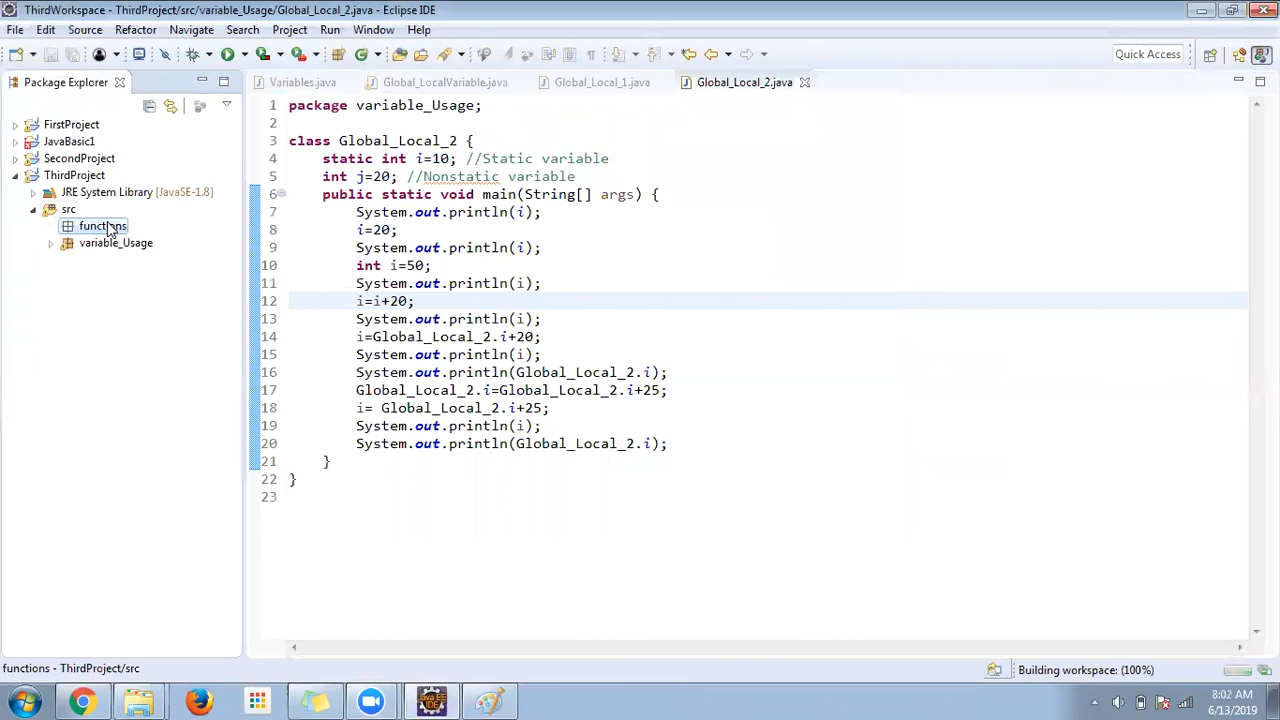 ThirdWorkspace - ThirdProject/src/variable_Usage/Global_Local_2.java - Eclipse IDE
File Edit Source Refactor Navigate Search Project Run Window Help
Quick Access
Package Explorer
Variables.java Global_LocalVariable.java Global_Local_1.java Global_Local_2.java
FirstProject
JavaBasic1
SecondProject
ThirdProject
JRE System Library [JavaSE-1.8]
src
functions
variable_Usage
1 package variable_Usage;
2
3 class Global_Local_2 {
4 static int i=10; //Static variable
5 int j=20; //Nonstatic variable
6 public static void main(String[] args) {
7 System.out.println(i);
8 i=20;
9 System.out.println(i);
10 int i=50;
11 System.out.println(i);
12 i=i+20;
13 System.out.println(i);
14 i=Global_Local_2.i+20;
15 System.out.println(i);
16 System.out.println(Global_Local_2.i);
17 Global_Local_2.i=Global_Local_2.i+25;
18 i= Global_Local_2.i+25;
19 System.out.println(i);
20 System.out.println(Global_Local_2.i);
21 }
22 }
23
functions - ThirdProject/src
Building workspace: (100%)
Java EE
IDE
8:02 AM
6/13/2019